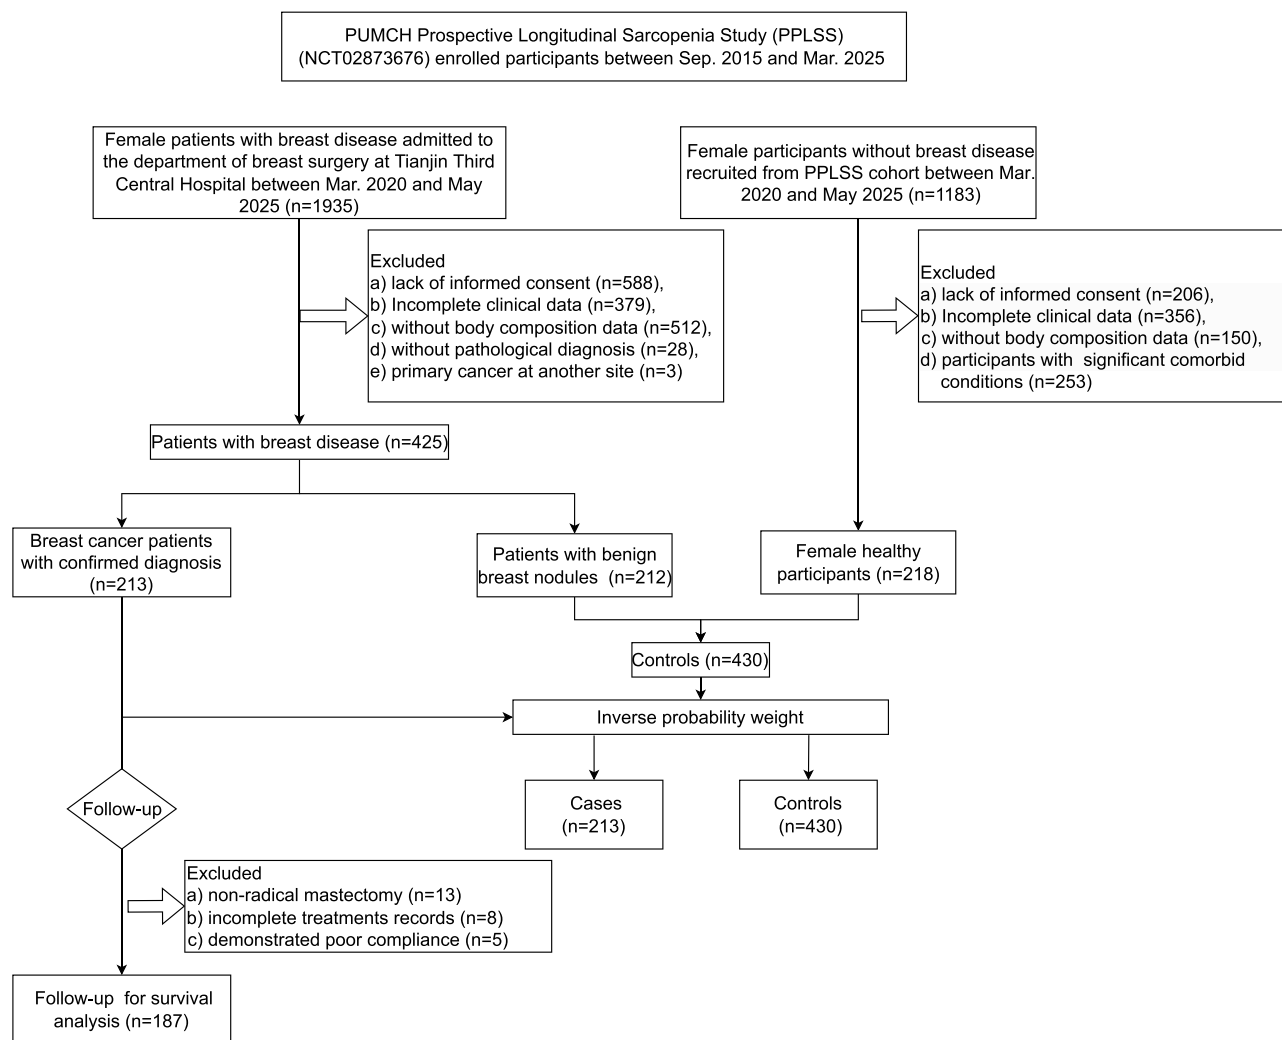 PUMCH Prospective Longitudinal Sarcopenia Study (PPLSS)
(NCT02873676) enrolled participants between Sep. 2015 and Mar. 2025
Female patients with breast disease admitted to
the department of breast surgery at Tianjin Third
Central Hospital between Mar. 2020 and May
2025 (n=1935)
Female participants without breast disease
recruited from PPLSS cohort between Mar.
2020 and May 2025 (n=1183)
Excluded
a) lack of informed consent (n=588),
b) Incomplete clinical data (n=379),
c) without body composition data (n=512),
d) without pathological diagnosis (n=28),
e) primary cancer at another site (n=3)
Excluded
a) lack of informed consent (n=206),
b) Incomplete clinical data (n=356),
c) without body composition data (n=150),
d) participants with significant comorbid
conditions (n=253)
Patients with breast disease (n=425)
Breast cancer patients
with confirmed diagnosis
(n=213)
Patients with benign
breast nodules (n=212)
Female healthy
participants (n=218)
Controls (n=430)
Inverse probability weight
Cases
(n=213)
Controls
(n=430)
Follow-up
Excluded
a) non-radical mastectomy (n=13)
b) incomplete treatments records (n=8)
c) demonstrated poor compliance (n=5)
Follow-up for survival
analysis (n=187)